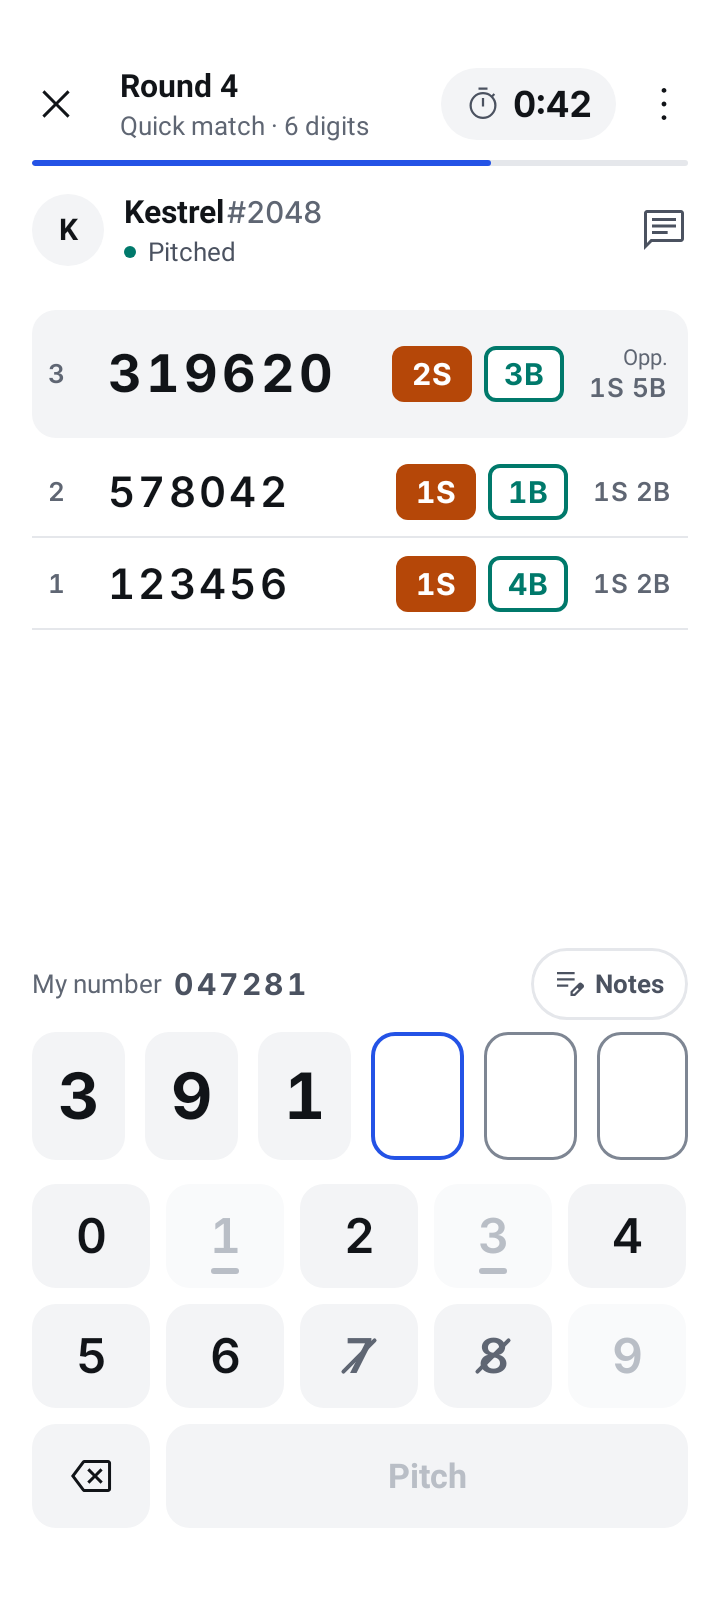 Round 4
Quick match · 6 digits
0:42
K
Kestrel#2048
Pitched
3 319620 2S 3B Opp. 1S 5B
2 578042 1S 1B 1S 2B
1 123456 1S 4B 1S 2B
My number 047281
Notes
3 9 1
0 1 2 3 4
5 6 7 8 9
Pitch